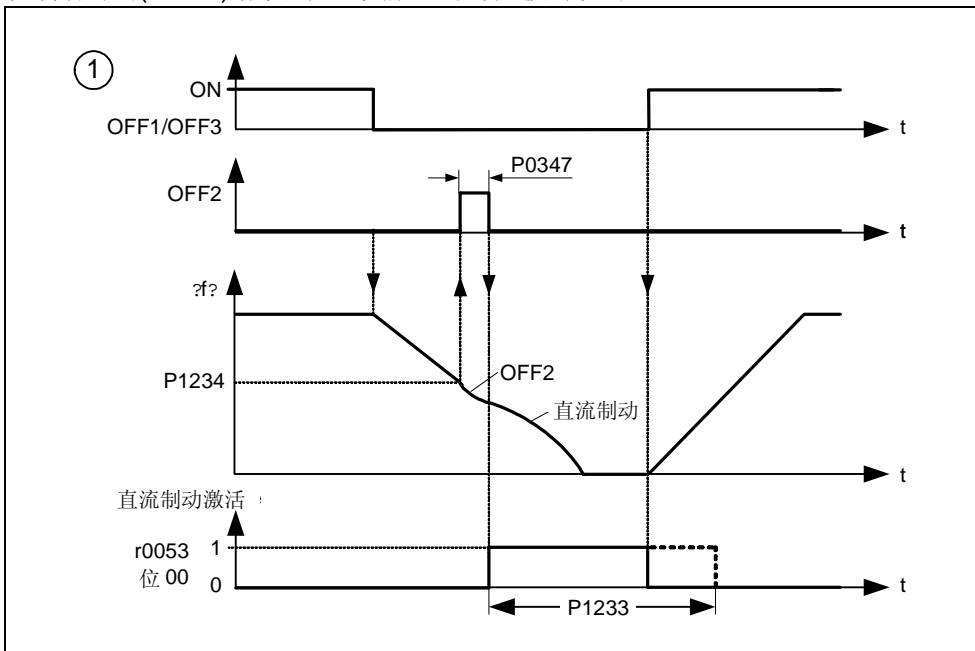 1
ON
OFF1/OFF3
t
P0347
OFF2
t
?f?
P1234
OFF2
直流制动
t
直流制动激活
r0053 1
位 00 0
t
P1233